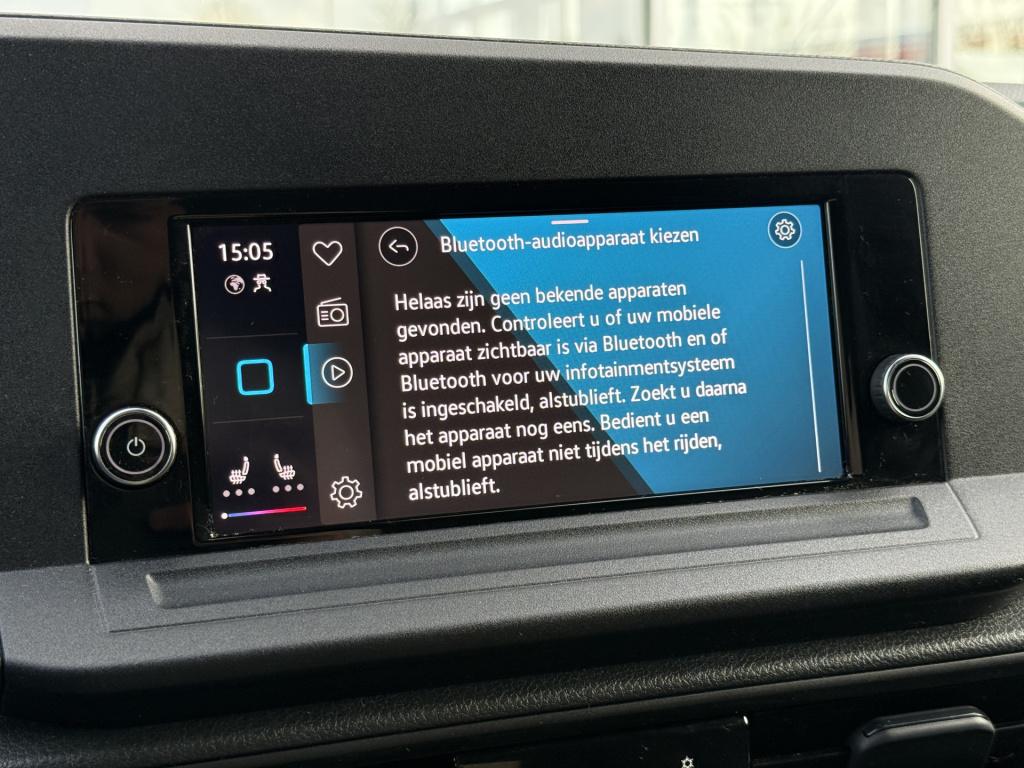 15:05
Bluetooth-audioapparaat kiezen
Helaas zijn geen bekende apparaten
gevonden. Controleert u of uw mobiele
apparaat zichtbaar is via Bluetooth en of
Bluetooth voor uw infotainmentsysteem
is ingeschakeld, alstublieft. Zoekt u daarna
het apparaat nog eens. Bedient u een
mobiel apparaat niet tijdens het rijden,
alstublieft.